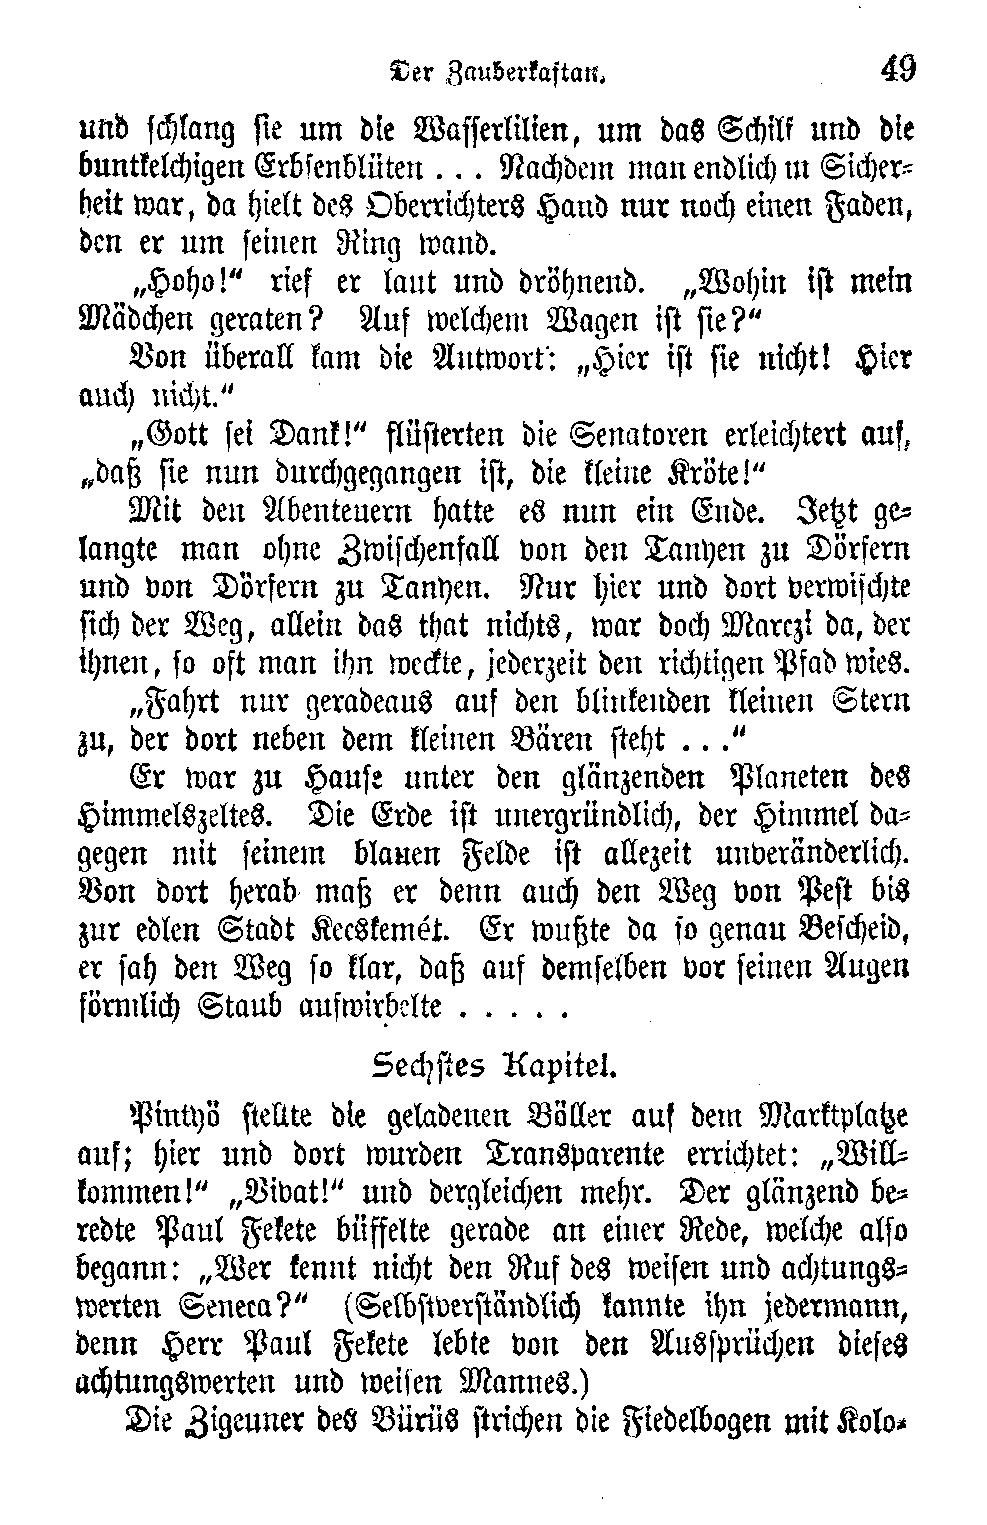 Der Zauberkaftan. 49
und schlang sie um die Wasserlilien, um das Schilf und die
buntkelchigen Erbsenblüten . . . Nachdem man endlich in Sicher-
heit war, da hielt des Oberrichters Hand nur noch einen Faden,
den er um seinen Ring wand.
„Hoho!“ rief er laut und dröhnend. „Wohin ist mein
Mädchen geraten? Auf welchem Wagen ist sie?“
Von überall kam die Antwort: „Hier ist sie nicht! Hier
auch nicht.“
„Gott sei Dank!“ flüsterten die Senatoren erleichtert auf,
„daß sie nun durchgegangen ist, die kleine Kröte!“
Mit den Abenteuern hatte es nun ein Ende. Jetzt ge-
langte man ohne Zwischenfall von den Tanyen zu Dörfern
und von Dörfern zu Tanyen. Nur hier und dort verwischte
sich der Weg, allein das that nichts, war doch Marczi da, der
ihnen, so oft man ihn weckte, jederzeit den richtigen Pfad wies.
„Fahrt nur geradeaus auf den blinkenden kleinen Stern
zu, der dort neben dem kleinen Bären steht . . .“
Er war zu Hause unter den glänzenden Planeten des
Himmelszeltes. Die Erde ist unergründlich, der Himmel da-
gegen mit seinem blauen Felde ist allezeit unveränderlich.
Von dort herab maß er denn auch den Weg von Pest bis
zur edlen Stadt Kecskemét. Er wußte da so genau Bescheid,
er sah den Weg so klar, daß auf demselben vor seinen Augen
förmlich Staub aufwirbelte . . . . .
Sechstes Kapitel.
Pintyö stellte die geladenen Böller auf dem Marktplatze
auf; hier und dort wurden Transparente errichtet: „Will-
kommen!“ „Vivat!“ und dergleichen mehr. Der glänzend be-
redte Paul Fekete büffelte gerade an einer Rede, welche also
begann: „Wer kennt nicht den Ruf des weisen und achtungs-
werten Seneca?“ (Selbstverständlich kannte ihn jedermann,
denn Herr Paul Fekete lebte von den Aussprüchen dieses
achtungswerten und weisen Mannes.)
Die Zigeuner des Bürüs strichen die Fiedelbogen mit Kolo-